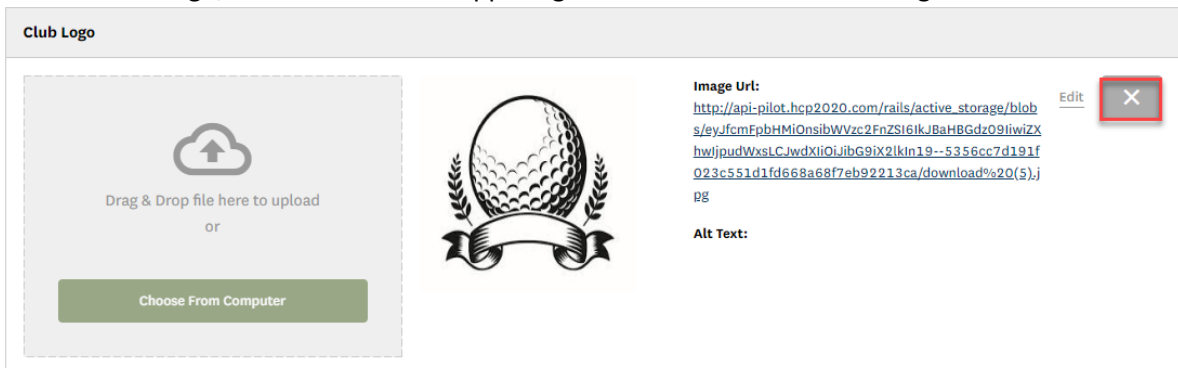 Club Logo
Drag & Drop file here to upload
or
Choose From Computer
Image Url:
http://api-pilot.hcp2020.com/rails/active_storage/blob
s/eyJfcmFpbHMiOnsibWVzc2FnZSI6IkJBaHBGdz09IiwiZX
hwIjpudWxsLCJwdXIiOiJibG9iX2lkIn19--5356cc7d191f
023c551d1fd668a68f7eb92213ca/download%20(5).j
pg
Alt Text:
Edit